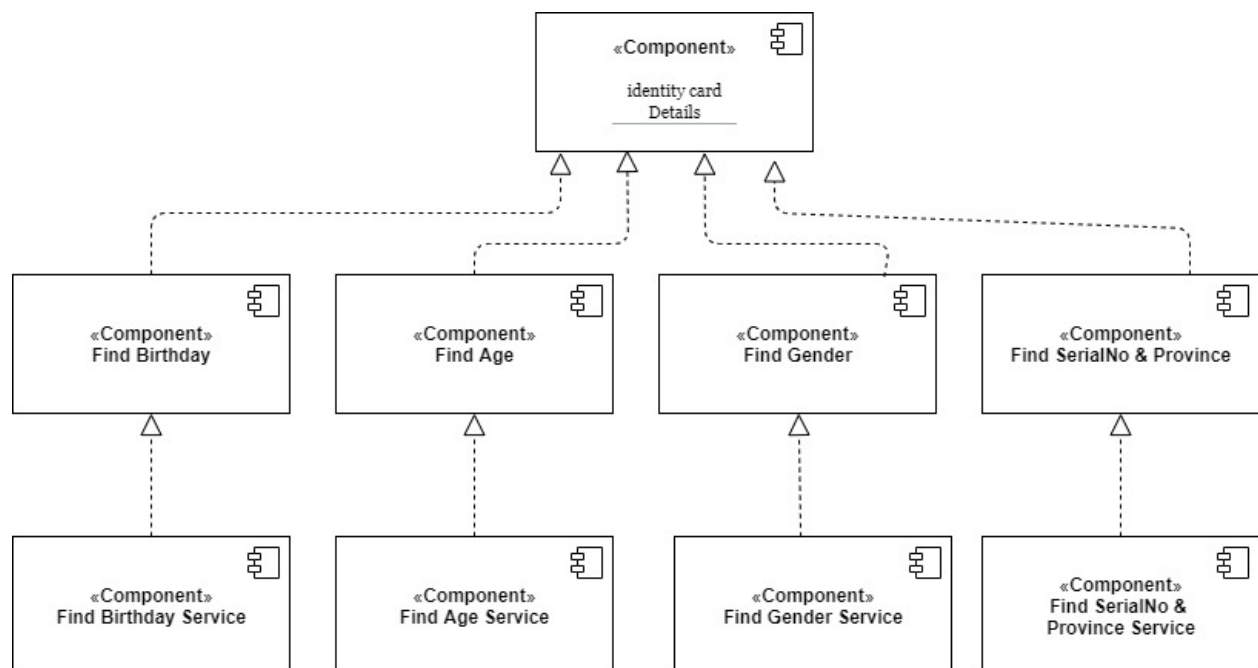 «Component»
identity card
Details
«Component»
Find Birthday
«Component»
Find Age
«Component»
Find Gender
«Component»
Find SerialNo & Province
«Component»
Find Birthday Service
«Component»
Find Age Service
«Component»
Find Gender Service
«Component»
Find SerialNo &
Province Service